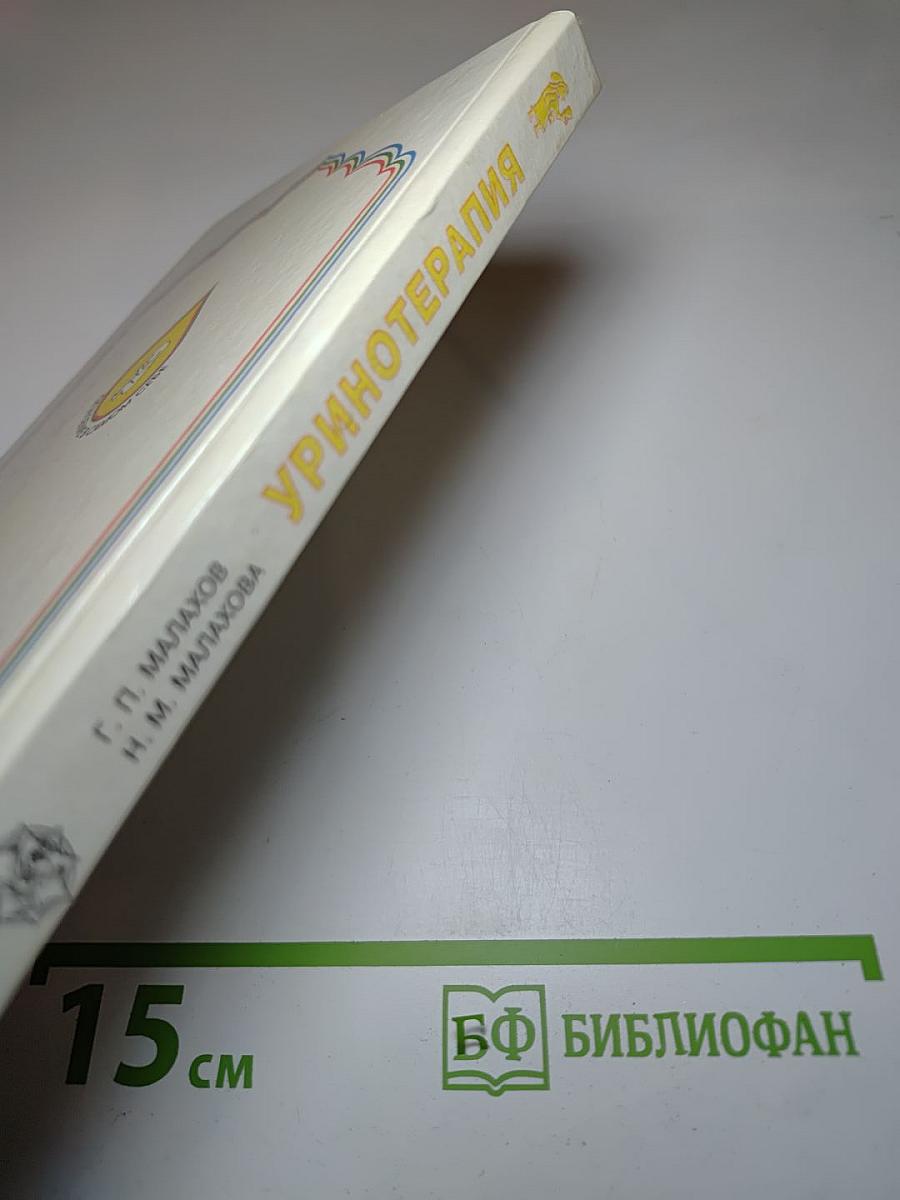 УРИНОТЕРАПИЯ
Г. П. МАЛАХОВ
Н. М. МАЛАХОВА
15 см
БФ БИБЛИОФАН